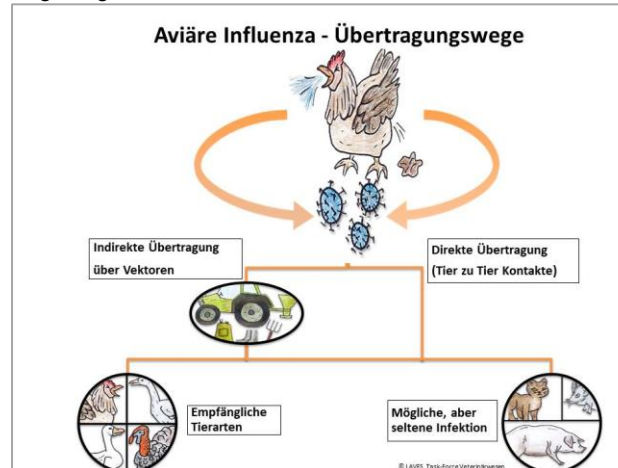 Aviäre Influenza - Übertragungswege
Indirekte Übertragung
über Vektoren
Direkte Übertragung
(Tier zu Tier Kontakte)
Empfängliche
Tierarten
Mögliche, aber
seltene Infektion
© LAVES, Task-Force Veterinärwesen